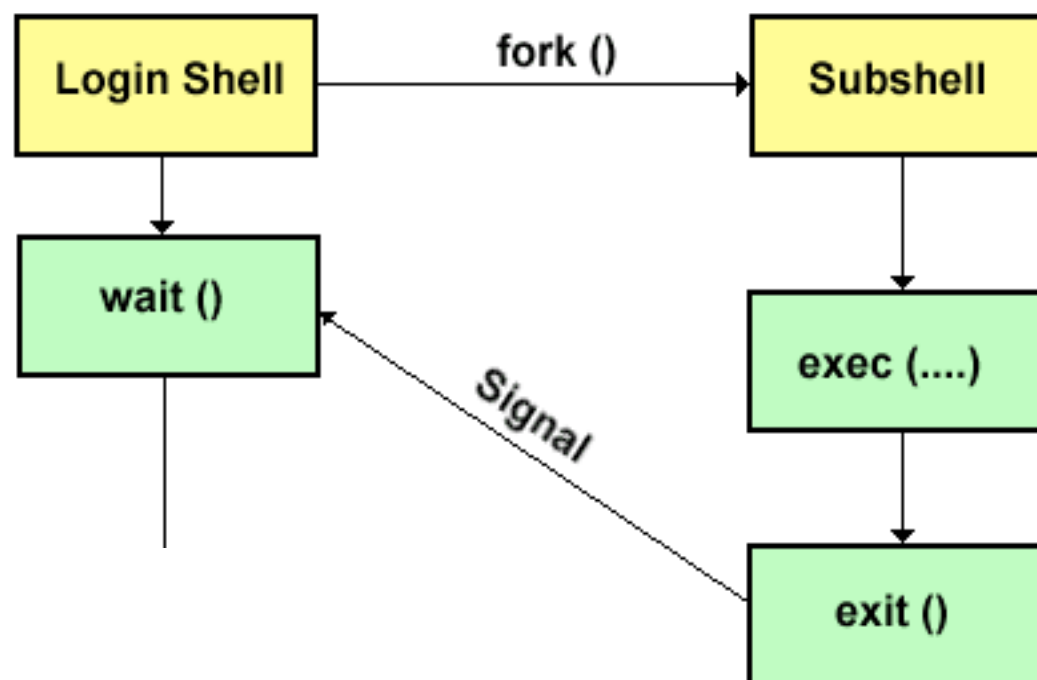 fork ()
Login Shell
Subshell
wait ()
exec (....)
Signal
exit ()